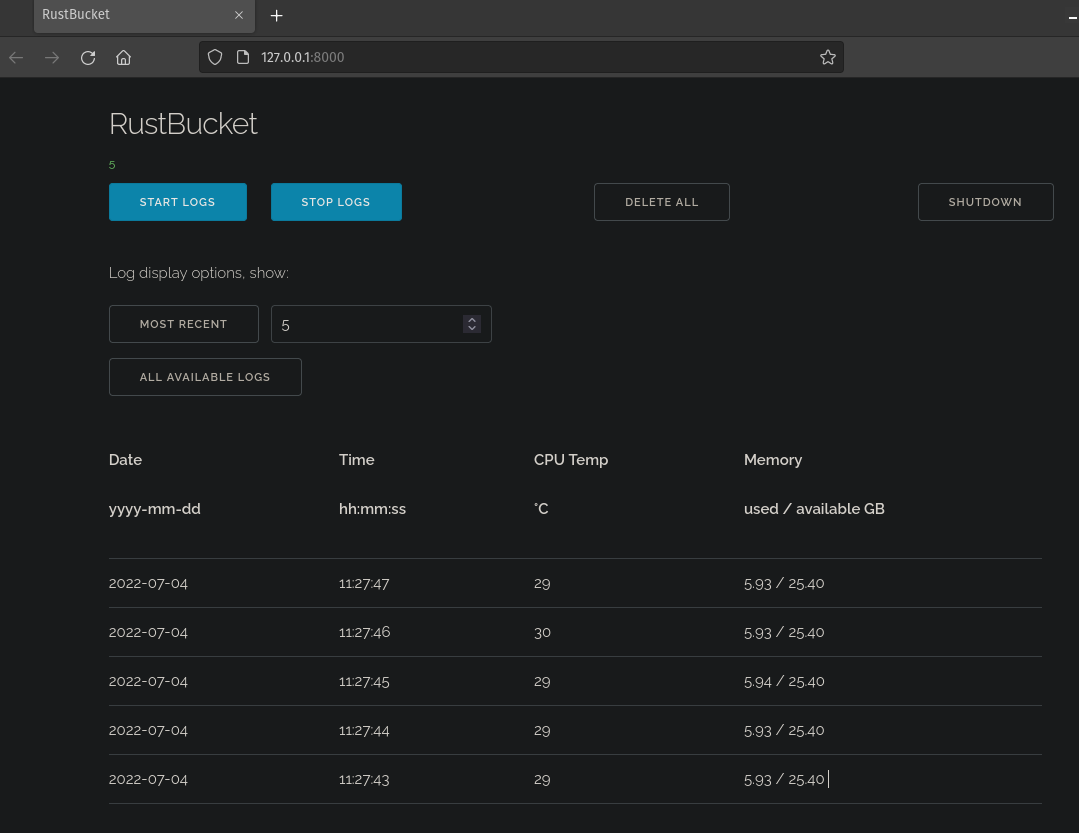 RustBucket
127.0.0.1:8000
RustBucket
5
START LOGS STOP LOGS DELETE ALL SHUTDOWN
Log display options, show:
MOST RECENT 5
ALL AVAILABLE LOGS
Date Time CPU Temp Memory
yyyy-mm-dd hh:mm:ss °C used / available GB
2022-07-04 11:27:47 29 5.93 / 25.40
2022-07-04 11:27:46 30 5.93 / 25.40
2022-07-04 11:27:45 29 5.94 / 25.40
2022-07-04 11:27:44 29 5.93 / 25.40
2022-07-04 11:27:43 29 5.93 / 25.40